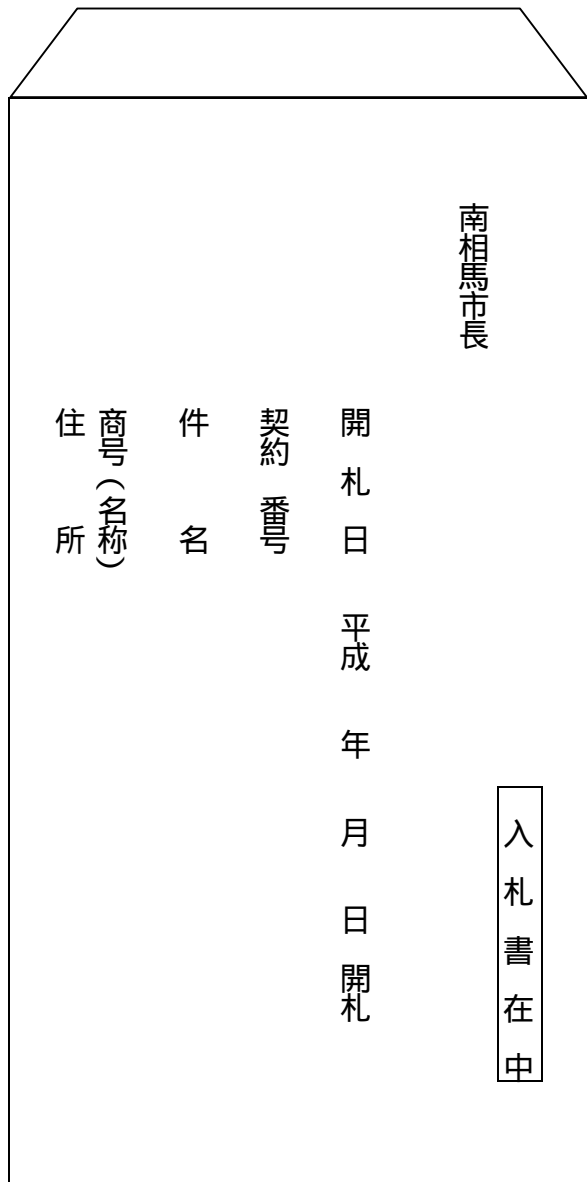 入札書在中
南相馬市長
開札日　平成　年　月　日　開札
契約番号
件名
商号（名称）
住所